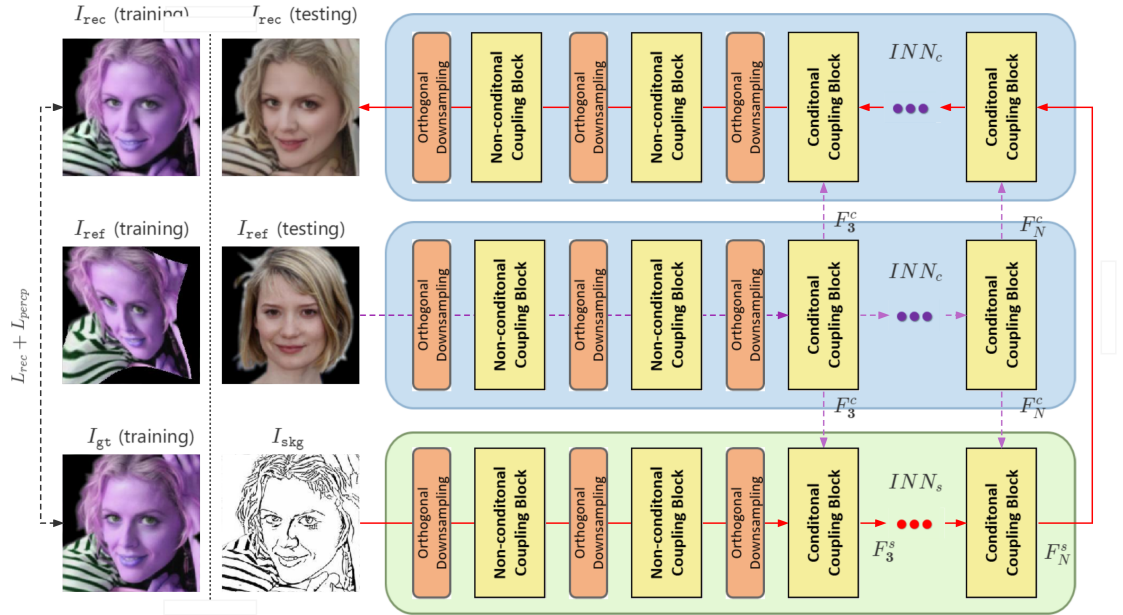 I_rec (training)
I_rec (testing)
Orthogonal
Downsampling
Non-conditonal
Coupling Block
Orthogonal
Downsampling
Non-conditonal
Coupling Block
Orthogonal
Downsampling
Conditonal
Coupling Block
INN_c
Conditonal
Coupling Block
F_3^c
F_N^c
L_rec + L_percp
I_ref (training)
I_ref (testing)
Orthogonal
Downsampling
Non-conditonal
Coupling Block
Orthogonal
Downsampling
Non-conditonal
Coupling Block
Orthogonal
Downsampling
Conditonal
Coupling Block
INN_c
Conditonal
Coupling Block
F_3^c
F_N^c
I_gt (training)
I_skg
Orthogonal
Downsampling
Non-conditonal
Coupling Block
Orthogonal
Downsampling
Non-conditonal
Coupling Block
Orthogonal
Downsampling
Conditonal
Coupling Block
INN_s
F_3^s
Conditonal
Coupling Block
F_N^s